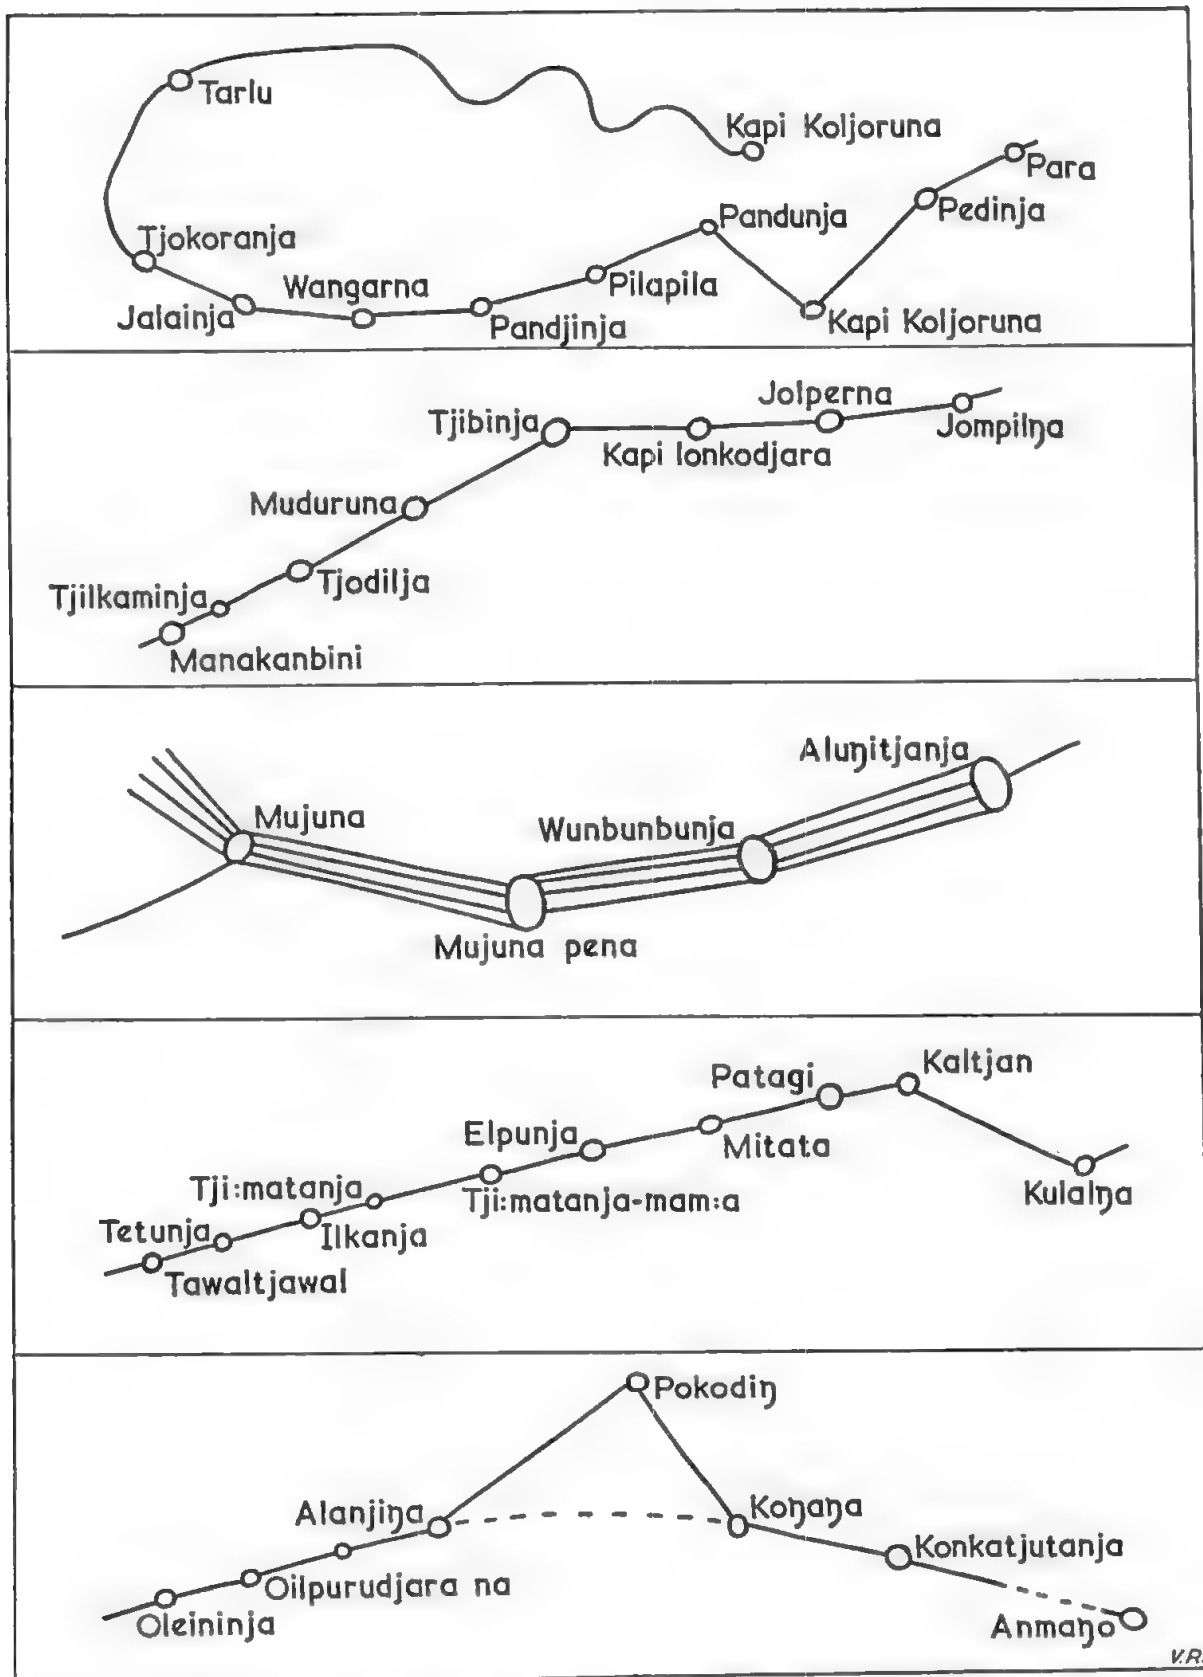 Tarlu
Kapi Koljoruna
Para
Pedinja
Pandunja
Tjokoranja
Wangarna
Pilapila
Jalainja
Pandjinja
Kapi Koljoruna
Jolperna
Tjibinja
Jompilŋa
Kapi lonkodjara
Muduruna
Tjodilja
Tjilkaminja
Manakanbini
Aluŋitjanja
Mujuna
Wunbunbunja
Mujuna pena
Kaltjan
Patagi
Elpunja
Mitata
Tji:matanja
Tji:matanja-mam:a
Kulalŋa
Tetunja
Ilkanja
Tawaltjawal
Pokodiŋ
Alanjiŋa
Koŋaŋa
Konkatjutanja
Oilpurudjara na
Oleininja
Anmaŋo
V.R.